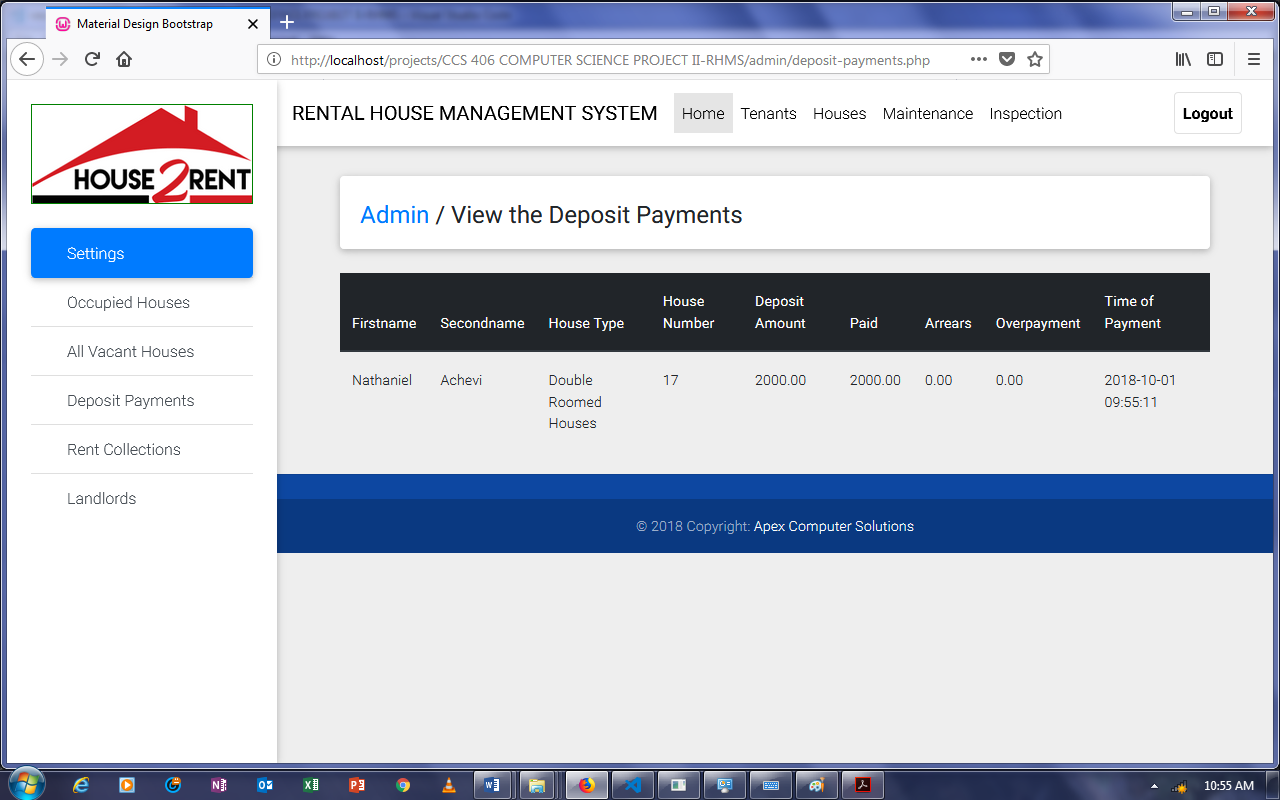 Material Design Bootstrap
http://localhost/projects/CCS 406 COMPUTER SCIENCE PROJECT II-RHMS/admin/deposit-payments.php
HOUSE 2 RENT
RENTAL HOUSE MANAGEMENT SYSTEM Home Tenants Houses Maintenance Inspection Logout
Settings
Occupied Houses
All Vacant Houses
Deposit Payments
Rent Collections
Landlords
Admin / View the Deposit Payments
House Deposit Time of
Firstname Secondname House Type Number Amount Paid Arrears Overpayment Payment
Nathaniel Achevi Double 17 2000.00 2000.00 0.00 0.00 2018-10-01
Roomed 09:55:11
Houses
© 2018 Copyright: Apex Computer Solutions
10:55 AM